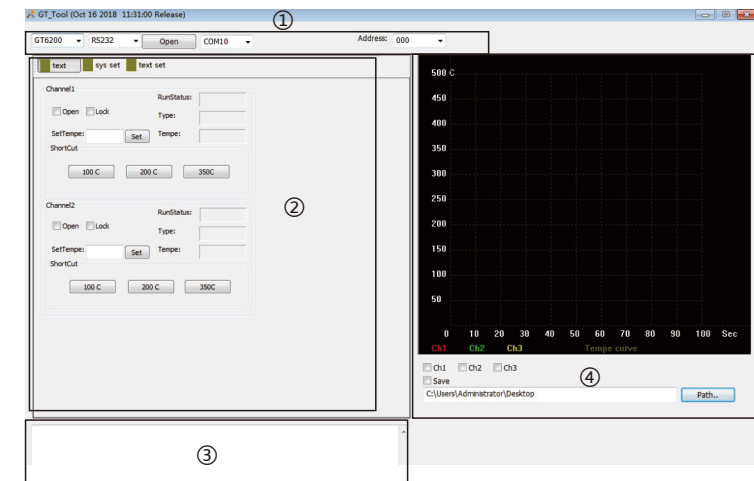 GT_Tool (Oct 16 2018 11:31:00 Release)
①
GT6200 RS232 Open COM10 Address: 000
text sys set text set
Channel1
RunStatus:
Open Lock Type:
SetTempe: Set Tempe:
ShortCut
100 C 200 C 350C
②
Channel2
RunStatus:
Open Lock Type:
SetTempe: Set Tempe:
ShortCut
100 C 200 C 350C
500 C
450
400
350
300
250
200
150
100
50
0 10 20 30 40 50 60 70 80 90 100 Sec
Ch1 Ch2 Ch3 Tempe curve
Ch1 Ch2 Ch3
Save
④
C:\Users\Administrator\Desktop Path..
③